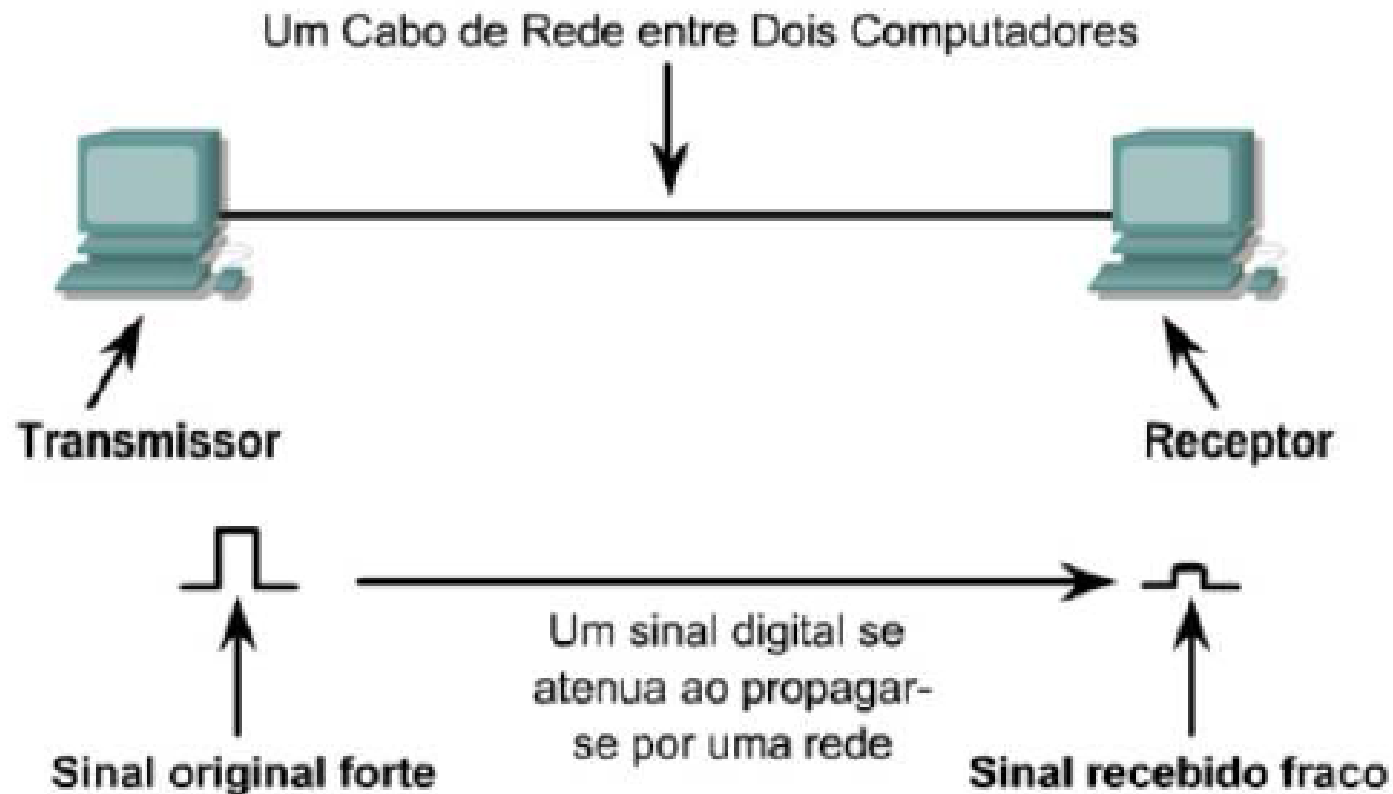 Um Cabo de Rede entre Dois Computadores
Transmissor
Receptor
Um sinal digital se
atenua ao propagar-
se por uma rede
Sinal original forte
Sinal recebido fraco